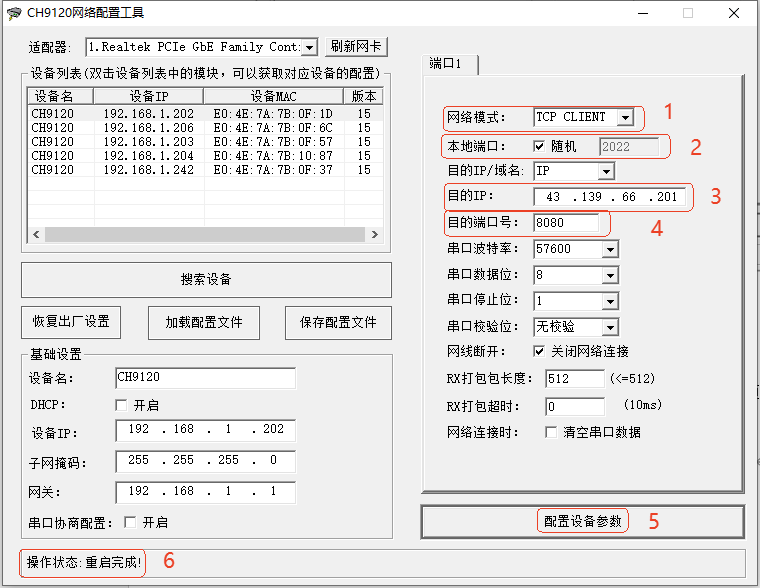 CH9120网络配置工具
适配器:
1.Realtek PCIe GbE Family Cont:
刷新网卡
设备列表(双击设备列表中的模块，可以获取对应设备的配置)
设备名 设备IP 设备MAC 版本
CH9120 192.168.1.202 E0:4E:7A:7B:0F:1D 15
CH9120 192.168.1.206 E0:4E:7A:7B:0F:6C 15
CH9120 192.168.1.203 E0:4E:7A:7B:0F:57 15
CH9120 192.168.1.204 E0:4E:7A:7B:10:87 15
CH9120 192.168.1.242 E0:4E:7A:7B:0F:37 15
搜索设备
恢复出厂设置 加载配置文件 保存配置文件
基础设置
设备名: CH9120
DHCP: 开启
设备IP: 192 . 168 . 1 . 202
子网掩码: 255 . 255 . 255 . 0
网关: 192 . 168 . 1 . 1
串口协商配置: 开启
端口1
网络模式: TCP CLIENT 1
本地端口: 随机 2022 2
目的IP/域名: IP
目的IP: 43 . 139 . 66 . 201 3
目的端口号: 8080 4
串口波特率: 57600
串口数据位: 8
串口停止位: 1
串口校验位: 无校验
网线断开: 关闭网络连接
RX打包包长度: 512 (<=512)
RX打包超时: 0 (10ms)
网络连接时: 清空串口数据
配置设备参数 5
操作状态:重启完成! 6